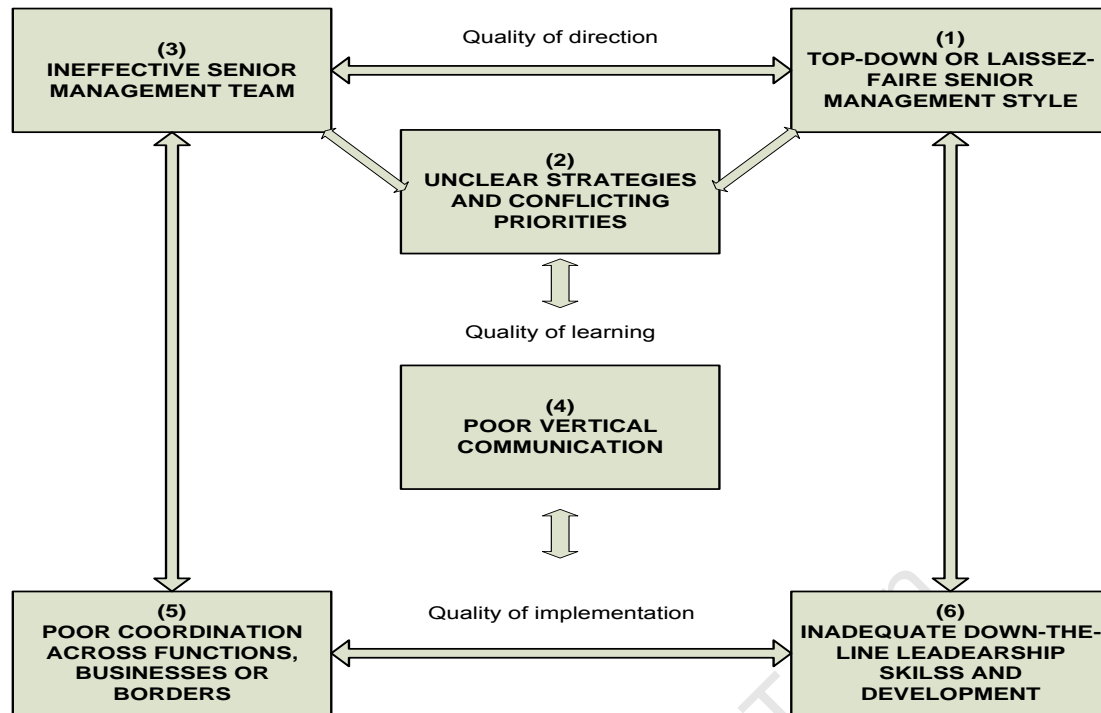 (3)
INEFFECTIVE SENIOR
MANAGEMENT TEAM
Quality of direction
(1)
TOP-DOWN OR LAISSEZ-
FAIRE SENIOR
MANAGEMENT STYLE
(2)
UNCLEAR STRATEGIES
AND CONFLICTING
PRIORITIES
Quality of learning
(4)
POOR VERTICAL
COMMUNICATION
(5)
POOR COORDINATION
ACROSS FUNCTIONS,
BUSINESSES OR
BORDERS
Quality of implementation
(6)
INADEQUATE DOWN-THE-
LINE LEADEARSHIP
SKILSS AND
DEVELOPMENT